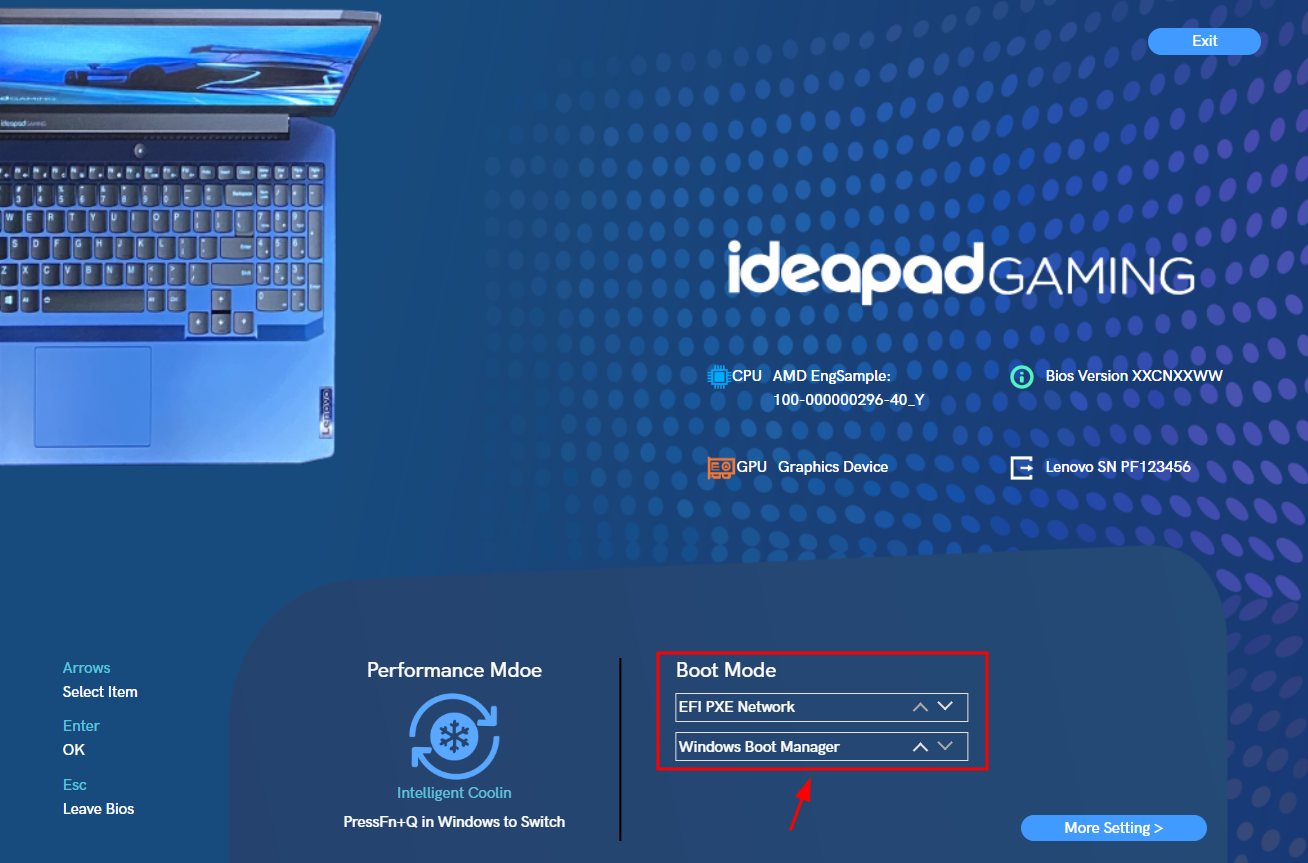 Exit
ideapad GAMING
ideapadGAMING
CPU AMD EngSample:
100-000000296-40_Y
Bios Version XXCNXXWW
GPU Graphics Device
Lenovo SN PF123456
Lenovo
Arrows
Select Item
Enter
OK
Esc
Leave Bios
Performance Mdoe
Intelligent Coolin
PressFn+Q in Windows to Switch
Boot Mode
EFI PXE Network
Windows Boot Manager
More Setting >